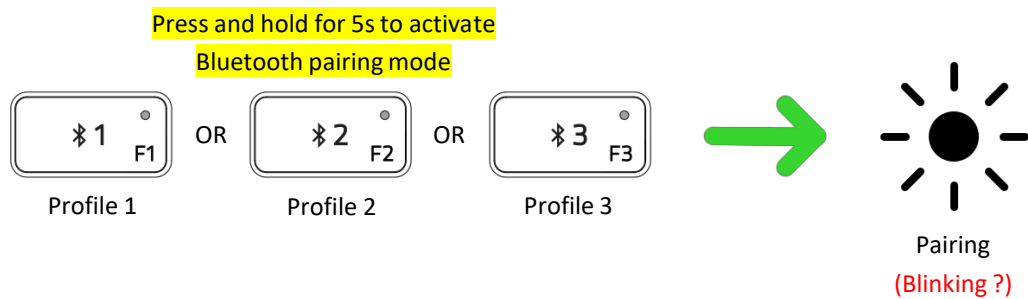 Press and hold for 5s to activate
Bluetooth pairing mode
1 F1 OR 2 F2 OR 3 F3
Profile 1 Profile 2 Profile 3
Pairing
(Blinking ?)